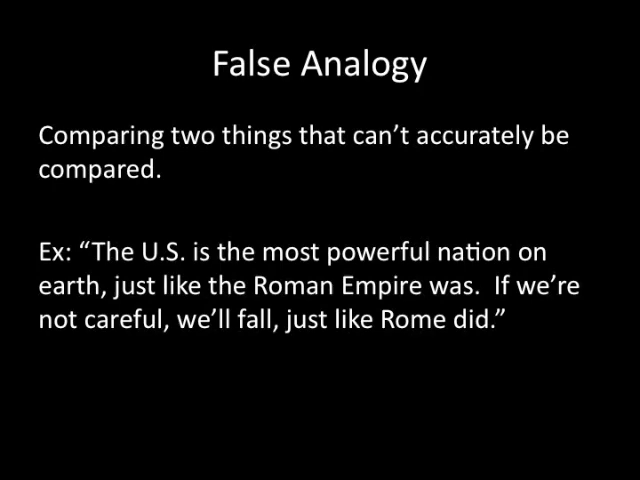 False Analogy
Comparing two things that can’t accurately be
compared.
Ex: “The U.S. is the most powerful nation on
earth, just like the Roman Empire was.  If we’re
not careful, we’ll fall, just like Rome did.”